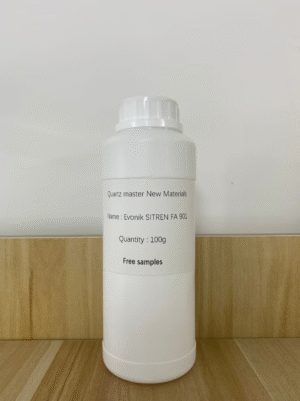 Quartz master New Materials
Name : Evonik SITREN FA 902
Quantity : 100g
Free samples